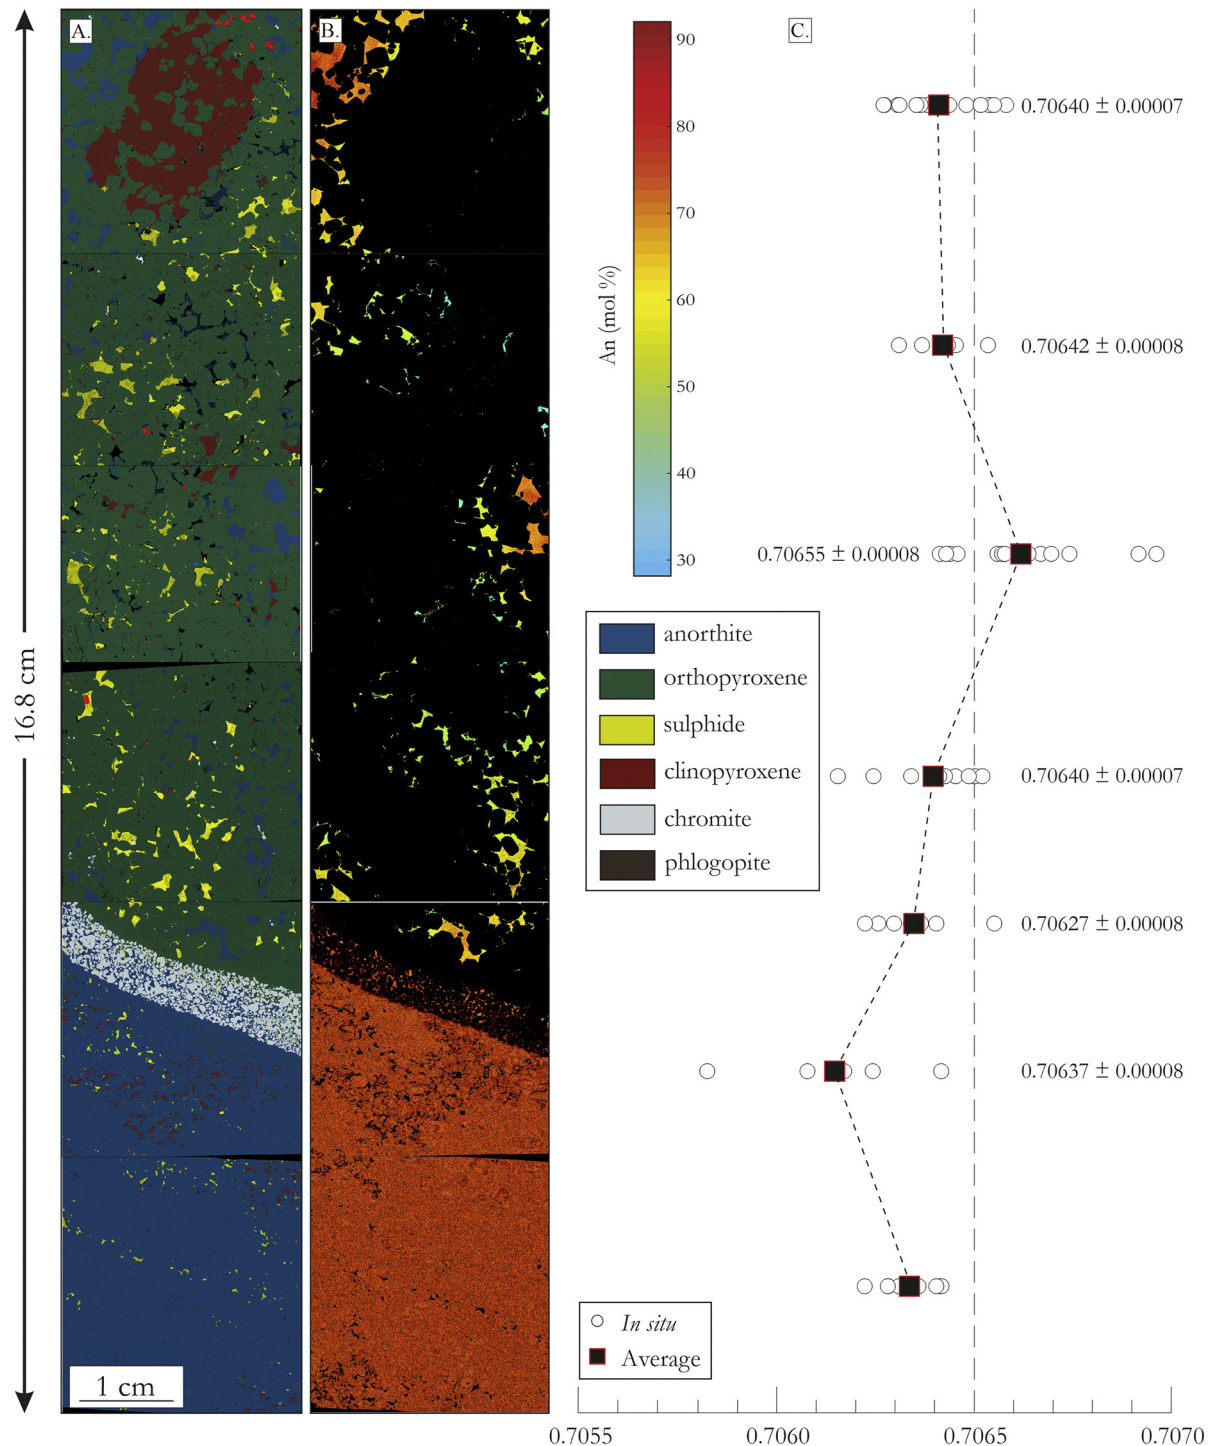 A.
B.
C.
16.8 cm
90
80
70
60
50
40
30
An (mol %)
0.70640 ± 0.00007
0.70642 ± 0.00008
0.70655 ± 0.00008
0.70640 ± 0.00007
0.70627 ± 0.00008
0.70637 ± 0.00008
anorthite
orthopyroxene
sulphide
clinopyroxene
chromite
phlogopite
In situ
Average
1 cm
0.7055
0.7060
0.7065
0.7070